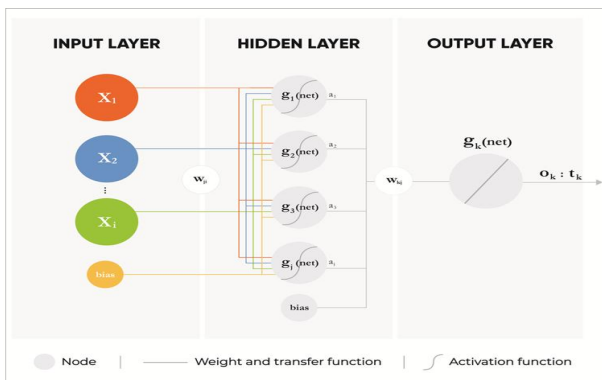 INPUT LAYER
HIDDEN LAYER
OUTPUT LAYER
X1
X2
⋮
Xi
bias
wji
g1(net)
a1
g2(net)
a2
g3(net)
a3
gj(net)
bias
wkj
gk(net)
ok : tk
Node
Weight and transfer function
Activation function